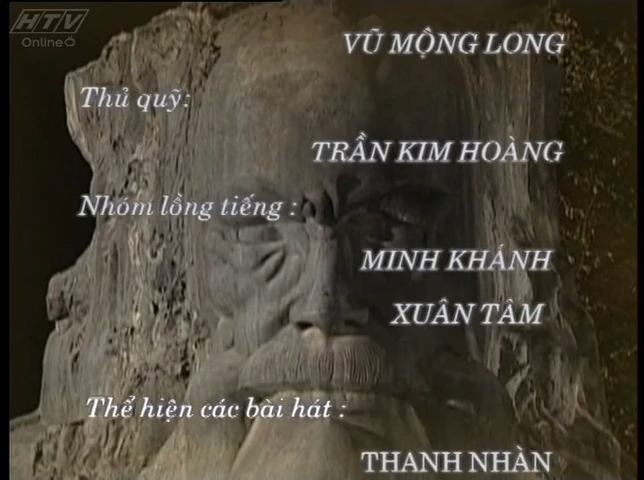 HTV
Online
VŨ MỘNG LONG
Thủ quỹ:
TRẦN KIM HOÀNG
Nhóm lồng tiếng :
MINH KHÁNH
XUÂN TÂM
Thể hiện các bài hát :
THANH NHÀN